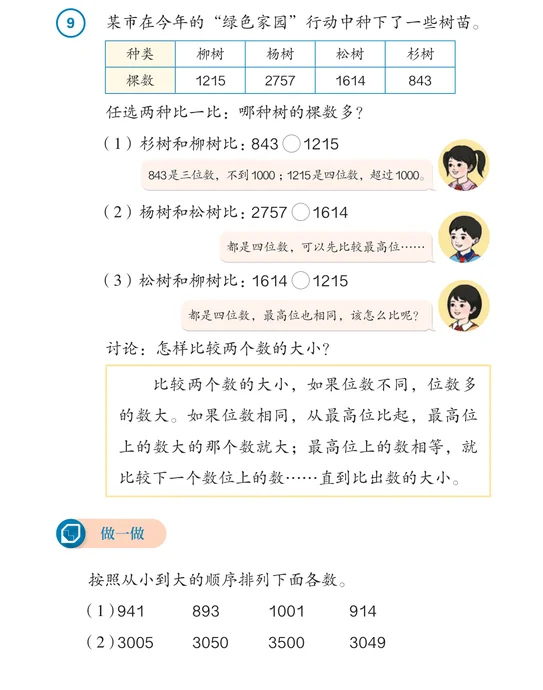 9 某市在今年的“绿色家园”行动中种下了一些树苗。
种类 柳树 杨树 松树 杉树
棵数 1215 2757 1614 843
任选两种比一比：哪种树的棵数多？
（1）杉树和柳树比：843○1215
843是三位数，不到1000；1215是四位数，超过1000。
（2）杨树和松树比：2757○1614
都是四位数，可以先比较最高位……
（3）松树和柳树比：1614○1215
都是四位数，最高位也相同，该怎么比呢？
讨论：怎样比较两个数的大小？
比较两个数的大小，如果位数不同，位数多
的数大。如果位数相同，从最高位比起，最高位
上的数大的那个数就大；最高位上的数相等，就
比较下一个数位上的数……直到比出数的大小。
做一做
按照从小到大的顺序排列下面各数。
（1）941 893 1001 914
（2）3005 3050 3500 3049